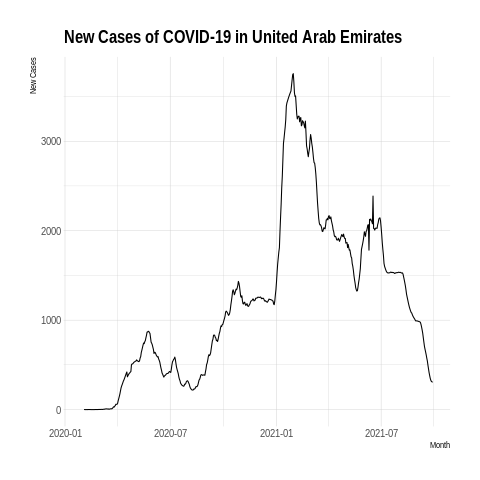 New Cases of COVID-19 in United Arab Emirates
New Cases
3000
2000
1000
0
2020-01 2020-07 2021-01 2021-07
Month